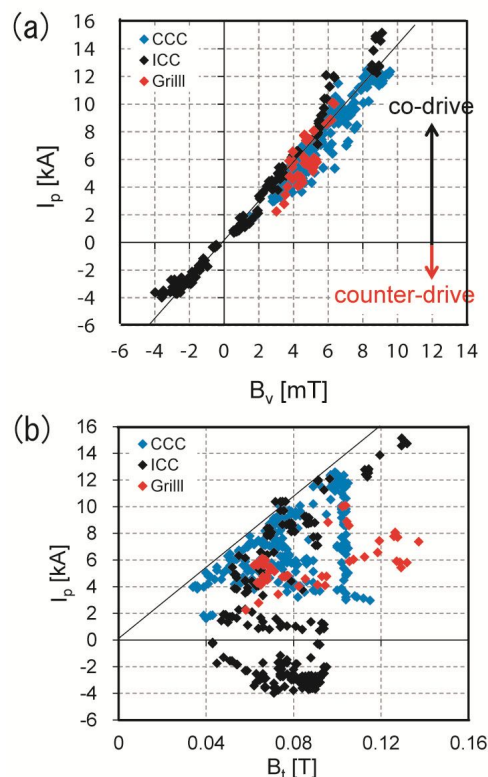 (a)
16
14
12
10
8
6
4
2
0
-2
-4
-6
Ip [kA]
CCC
ICC
GrilII
co-drive
counter-drive
-6 -4 -2 0 2 4 6 8 10 12 14
Bv [mT]
(b)
16
14
12
10
8
6
4
2
0
-2
-4
-6
Ip [kA]
CCC
ICC
GrilII
0 0.04 0.08 0.12 0.16
Bt [T]